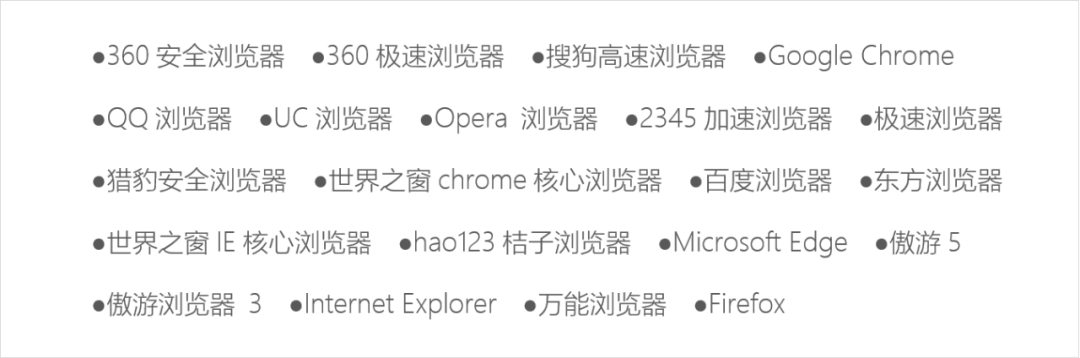 ●360 安全浏览器 ●360 极速浏览器 ●搜狗高速浏览器 ●Google Chrome
●QQ 浏览器 ●UC 浏览器 ●Opera 浏览器 ●2345 加速浏览器 ●极速浏览器
●猎豹安全浏览器 ●世界之窗 chrome 核心浏览器 ●百度浏览器 ●东方浏览器
●世界之窗 IE 核心浏览器 ●hao123 桔子浏览器 ●Microsoft Edge ●傲游 5
●傲游浏览器 3 ●Internet Explorer ●万能浏览器 ●Firefox